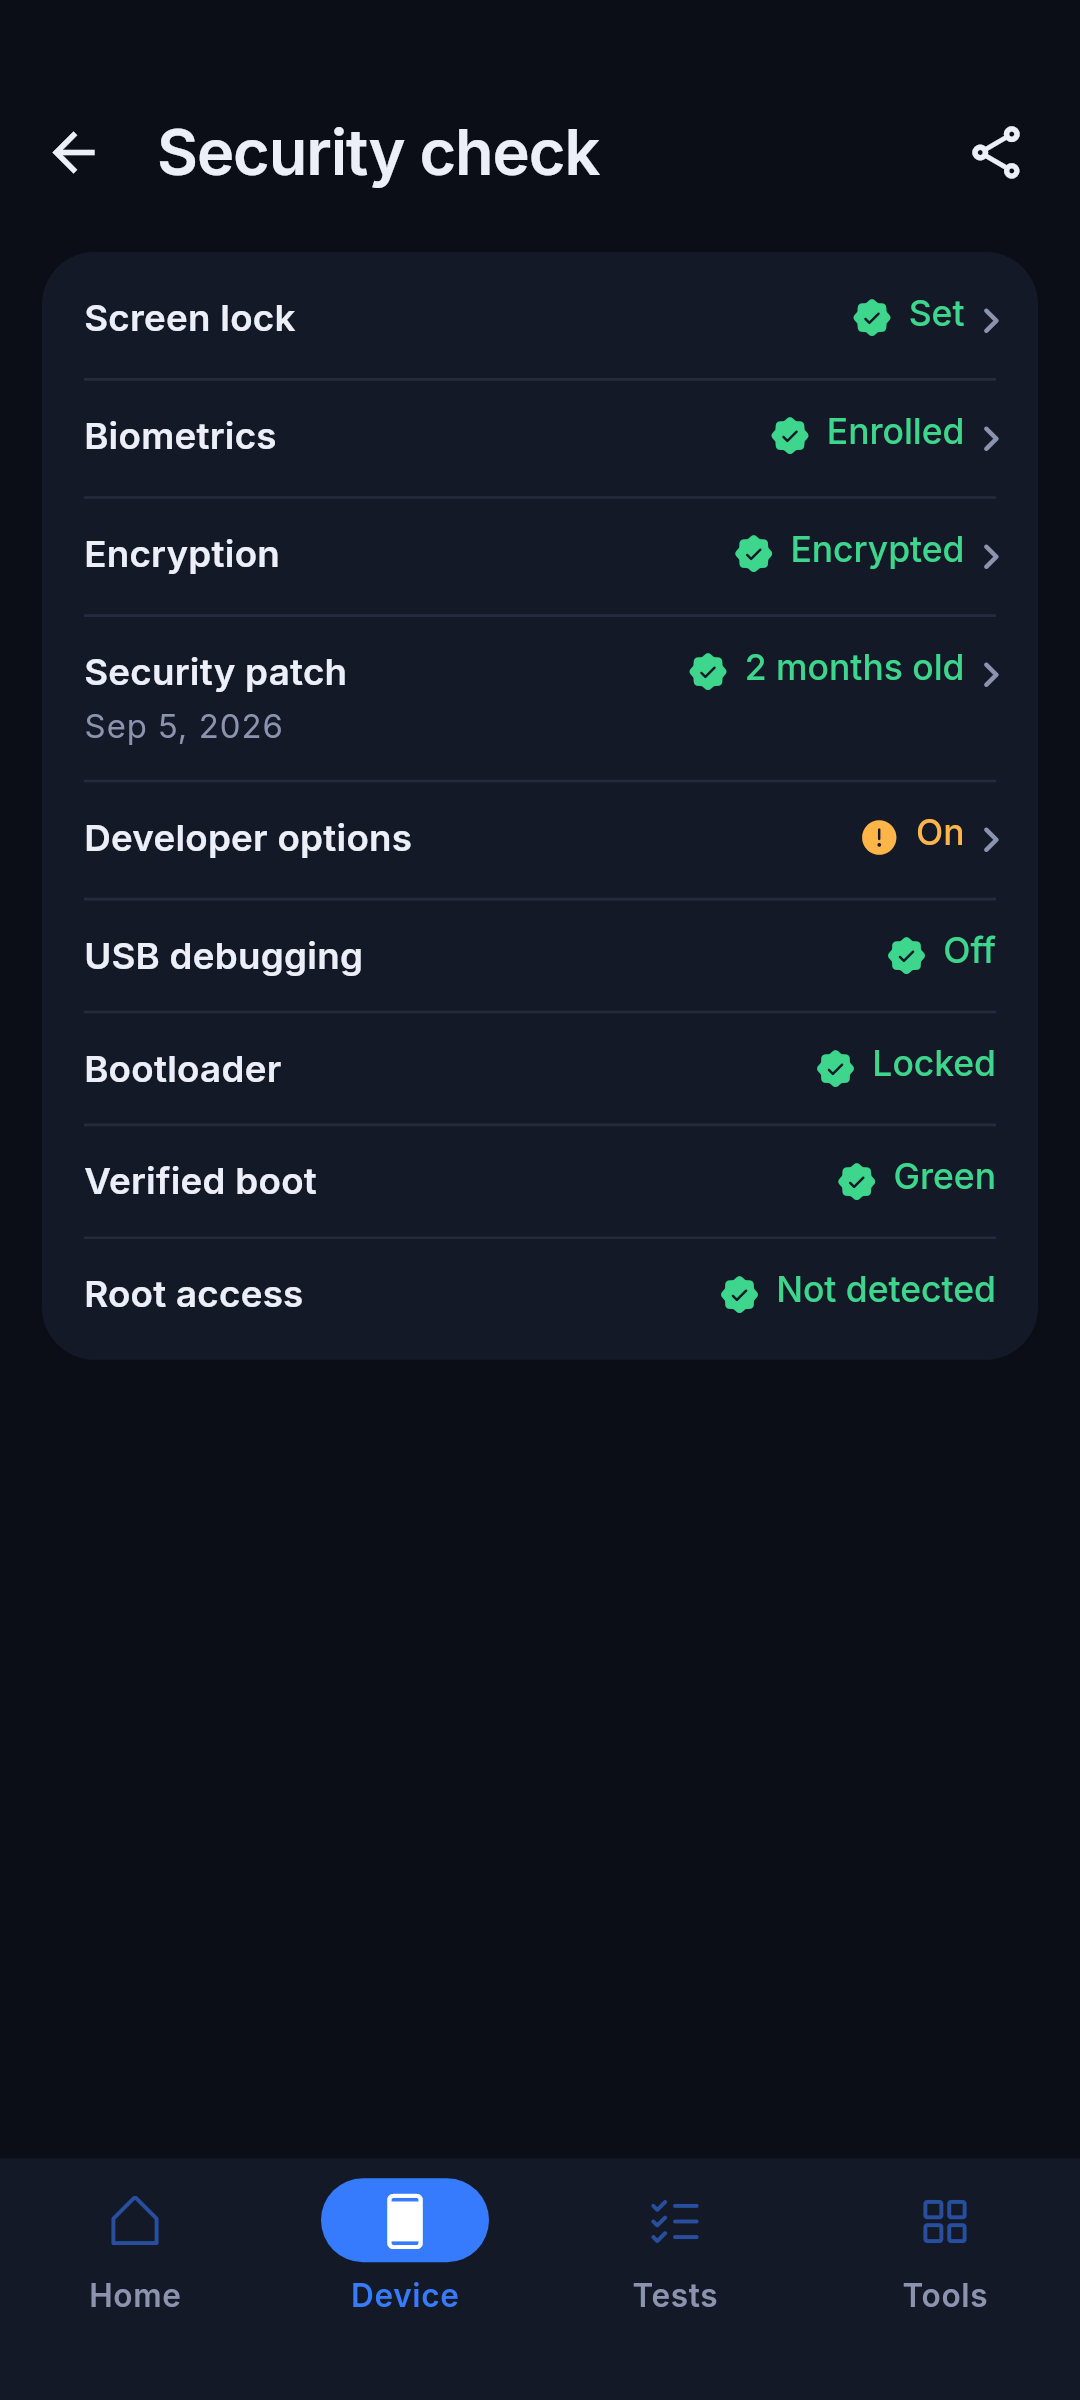 Security check
Screen lock
Set
Biometrics
Enrolled
Encryption
Encrypted
Security patch
2 months old
Sep 5, 2026
Developer options
On
USB debugging
Off
Bootloader
Locked
Verified boot
Green
Root access
Not detected
Home
Device
Tests
Tools